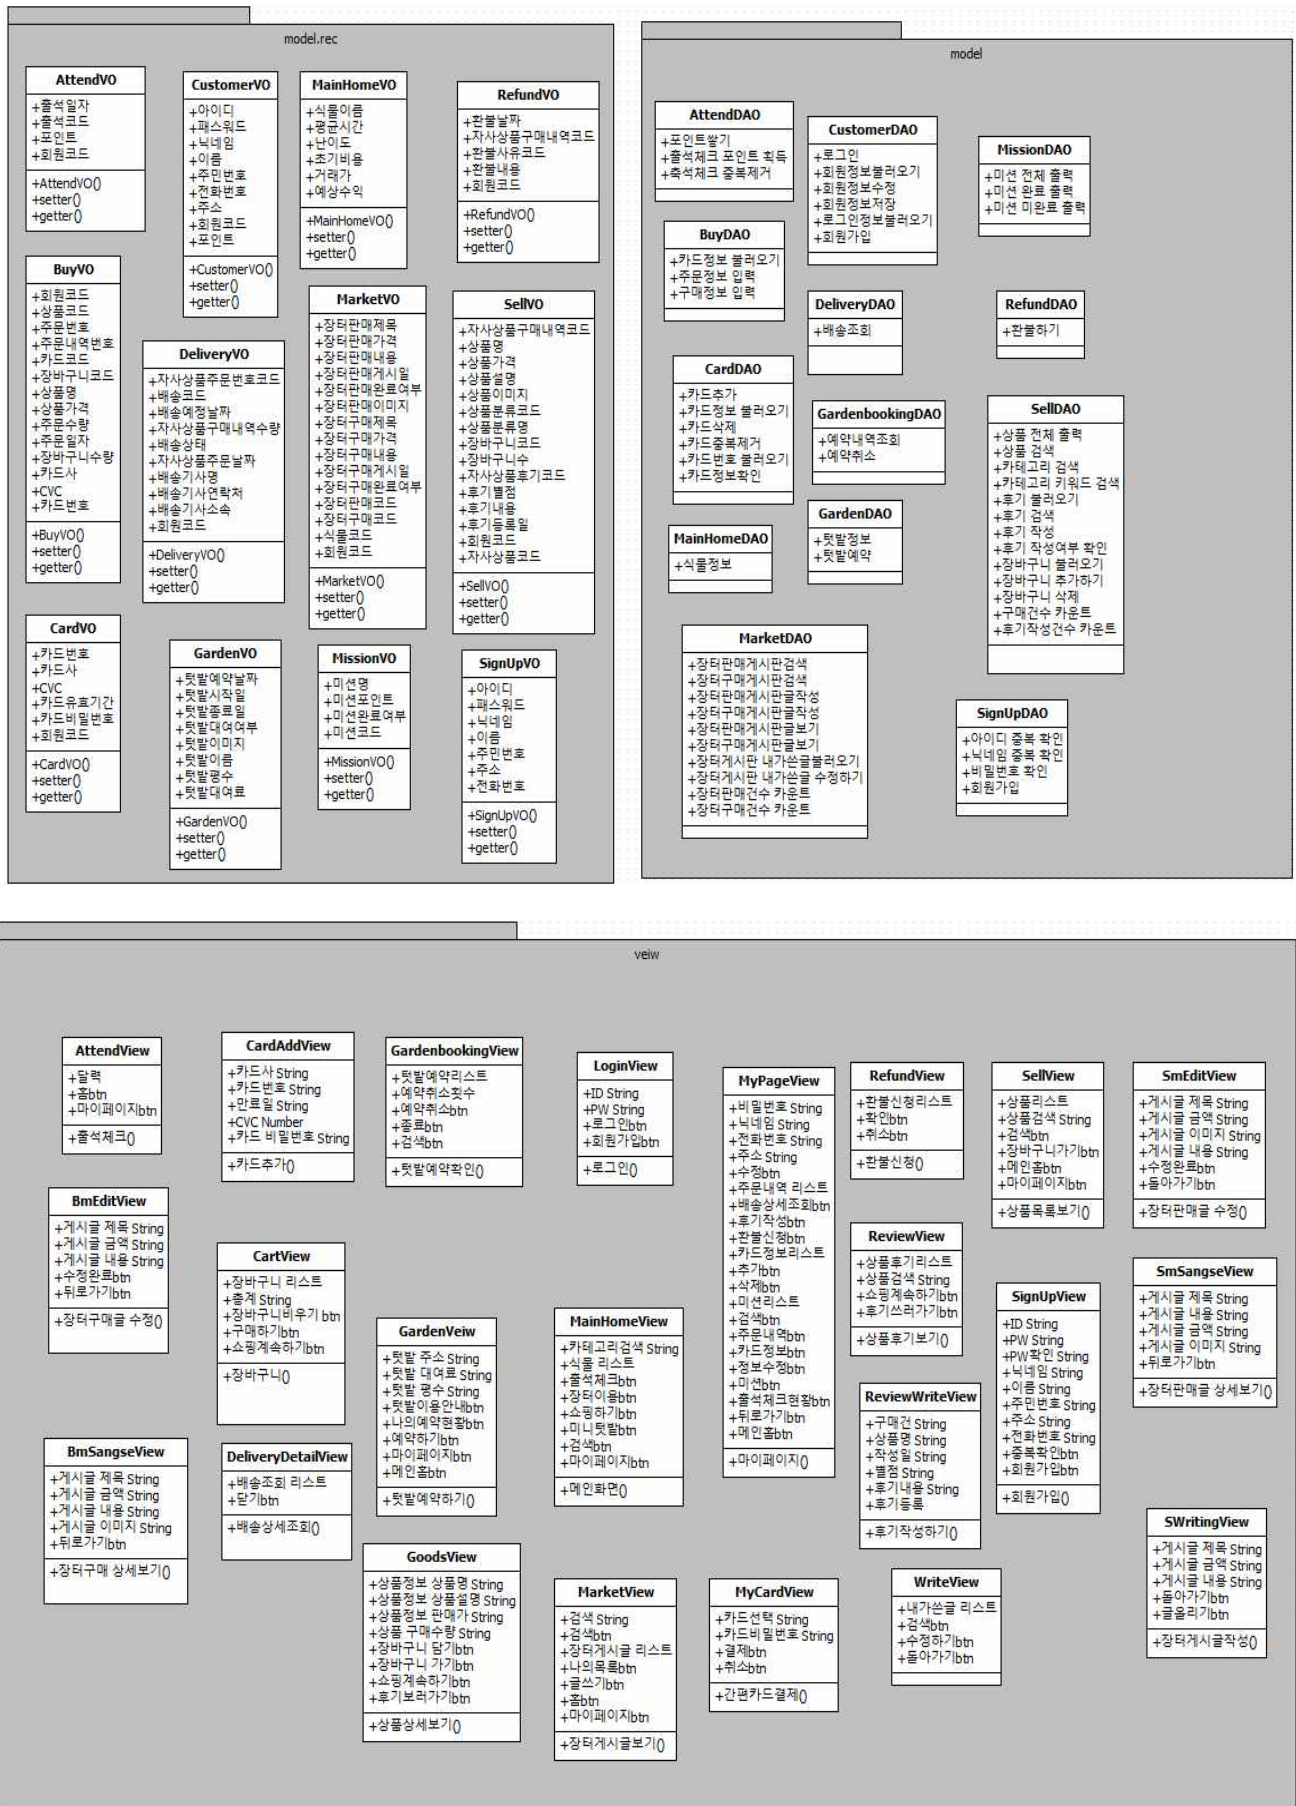 model.rec
AttendVO
+출석일자
+출석코드
+포인트
+회원코드
+AttendVO()
+setter()
+getter()
CustomerVO
+아이디
+패스워드
+닉네임
+이름
+주민번호
+전화번호
+주소
+회원코드
+포인트
+CustomerVO()
+setter()
+getter()
MainHomeVO
+식물이름
+평균시간
+난이도
+초기비용
+거래가
+예상수익
+MainHomeVO()
+setter()
+getter()
RefundVO
+환불날짜
+자사상품구매내역코드
+환불사유코드
+환불내용
+회원코드
+RefundVO()
+setter()
+getter()
BuyVO
+회원코드
+상품코드
+주문번호
+주문내역번호
+카드코드
+장바구니코드
+상품명
+상품가격
+주문수량
+주문일자
+장바구니수량
+카드사
+CVC
+카드번호
+BuyVO()
+setter()
+getter()
DeliveryVO
+자사상품주문번호코드
+배송코드
+배송예정날짜
+자사상품구매내역수량
+배송상태
+자사상품주문날짜
+배송기사명
+배송기사연락처
+배송기사소속
+회원코드
+DeliveryVO()
+setter()
+getter()
MarketVO
+장터판매제목
+장터판매가격
+장터판매내용
+장터판매게시일
+장터판매완료여부
+장터판매이미지
+장터구매제목
+장터구매가격
+장터구매내용
+장터구매게시일
+장터구매완료여부
+장터판매코드
+장터구매코드
+식물코드
+회원코드
+MarketVO()
+setter()
+getter()
SellVO
+자사상품구매내역코드
+상품명
+상품가격
+상품설명
+상품이미지
+상품분류코드
+상품분류명
+장바구니코드
+장바구니수
+자사상품후기코드
+후기별점
+후기내용
+후기등록일
+회원코드
+자사상품코드
+SellVO()
+setter()
+getter()
CardVO
+카드번호
+카드사
+CVC
+카드유효기간
+카드비밀번호
+회원코드
+CardVO()
+setter()
+getter()
GardenVO
+텃밭예약날짜
+텃밭시작일
+텃밭종료일
+텃밭대여여부
+텃밭이미지
+텃밭이름
+텃밭평수
+텃밭대여료
+GardenVO()
+setter()
+getter()
MissionVO
+미션명
+미션포인트
+미션완료여부
+미션코드
+MissionVO()
+setter()
+getter()
SignUpVO
+아이디
+패스워드
+닉네임
+이름
+주민번호
+주소
+전화번호
+SignUpVO()
+setter()
+getter()
model
AttendDAO
+포인트쌓기
+출석체크 포인트 획득
+축석체크 중복제거
CustomerDAO
+로그인
+회원정보불러오기
+회원정보수정
+회원정보저장
+로그인정보불러오기
+회원가입
MissionDAO
+미션 전체 출력
+미션 완료 출력
+미션 미완료 출력
BuyDAO
+카드정보 불러오기
+주문정보 입력
+구매정보 입력
DeliveryDAO
+배송조회
RefundDAO
+환불하기
CardDAO
+카드추가
+카드정보 불러오기
+카드삭제
+카드중복제거
+카드번호 불러오기
+카드정보확인
GardenbookingDAO
+예약내역조회
+예약취소
SellDAO
+상품 전체 출력
+상품 검색
+카테고리 검색
+카테고리 키워드 검색
+후기 불러오기
+후기 검색
+후기 작성
+후기 작성여부 확인
+장바구니 불러오기
+장바구니 추가하기
+장바구니 삭제
+구매건수 카운트
+후기작성건수 카운트
GardenDAO
+텃밭정보
+텃밭예약
MainHomeDAO
+식물정보
MarketDAO
+장터판매게시판검색
+장터구매게시판검색
+장터판매게시판글작성
+장터구매게시판글작성
+장터판매게시판글보기
+장터구매게시판글보기
+장터게시판 내가쓴글불러오기
+장터게시판 내가쓴글 수정하기
+장터판매건수 카운트
+장터구매건수 카운트
SignUpDAO
+아이디 중복 확인
+닉네임 중복 확인
+비밀번호 확인
+회원가입
veiw
AttendView
+달력
+홈btn
+마이페이지btn
+출석체크()
CardAddView
+카드사 String
+카드번호 String
+만료일 String
+CVC Number
+카드 비밀번호 String
+카드추가()
GardenbookingView
+텃밭예약리스트
+예약취소횟수
+예약취소btn
+종료btn
+검색btn
+텃밭예약확인()
LoginView
+ID String
+PW String
+로그인btn
+회원가입btn
+로그인()
MyPageView
+비밀번호 String
+닉네임 String
+전화번호 String
+주소 String
+수정btn
+주문내역 리스트
+배송상세조회btn
+후기작성btn
+환불신청btn
+카드정보리스트
+추가btn
+삭제btn
+미션리스트
+검색btn
+주문내역btn
+카드정보btn
+정보수정btn
+미션btn
+출석체크현황btn
+뒤로가기btn
+메인홈btn
+마이페이지()
RefundView
+환불신청리스트
+확인btn
+취소btn
+환불신청()
SellView
+상품리스트
+상품검색 String
+검색btn
+장바구니가기btn
+메인홈btn
+마이페이지btn
+상품목록보기()
SmEditView
+게시글 제목 String
+게시글 금액 String
+게시글 이미지 String
+게시글 내용 String
+수정완료btn
+돌아가기btn
+장터판매글 수정()
BmEditView
+게시글 제목 String
+게시글 금액 String
+게시글 내용 String
+수정완료btn
+뒤로가기btn
+장터구매글 수정()
CartView
+장바구니 리스트
+총계 String
+장바구니비우기 btn
+구매하기btn
+쇼핑계속하기btn
+장바구니()
ReviewView
+상품후기리스트
+상품검색 String
+쇼핑계속하기btn
+후기쓰러가기btn
+상품후기보기()
SmSangseView
+게시글 제목 String
+게시글 내용 String
+게시글 금액 String
+게시글 이미지 String
+뒤로가기btn
+장터판매글 상세보기()
SignUpView
+ID String
+PW String
+PW확인 String
+닉네임 String
+이름 String
+주민번호 String
+주소 String
+전화번호 String
+중복확인btn
+회원가입btn
+회원가입()
GardenVeiw
+텃밭 주소 String
+텃밭 대여료 String
+텃밭 평수 String
+텃밭이용안내btn
+나의예약현황btn
+예약하기btn
+마이페이지btn
+메인홈btn
+텃밭예약하기()
MainHomeView
+카테고리검색 String
+식물 리스트
+출석체크btn
+장터이용btn
+쇼핑하기btn
+미니텃밭btn
+검색btn
+마이페이지btn
+메인화면()
ReviewWriteView
+구매건 String
+상품명 String
+작성일 String
+별점 String
+후기내용 String
+후기등록
+후기작성하기()
BmSangseView
+게시글 제목 String
+게시글 금액 String
+게시글 내용 String
+게시글 이미지 String
+뒤로가기btn
+장터구매 상세보기()
DeliveryDetailView
+배송조회 리스트
+닫기btn
+배송상세조회()
SWritingView
+게시글 제목 String
+게시글 금액 String
+게시글 내용 String
+돌아가기btn
+글올리기btn
+장터게시글작성()
GoodsView
+상품정보 상품명 String
+상품정보 상품설명 String
+상품정보 판매가 String
+상품 구매수량 String
+장바구니 담기btn
+장바구니 가기btn
+쇼핑계속하기btn
+후기보러가기btn
+상품상세보기()
MarketView
+검색 String
+검색btn
+장터게시글 리스트
+나의목록btn
+글쓰기btn
+홈btn
+마이페이지btn
+장터게시글보기()
MyCardView
+카드선택 String
+카드비밀번호 String
+결제btn
+취소btn
+간편카드결제()
WriteView
+내가쓴글 리스트
+검색btn
+수정하기btn
+돌아가기btn